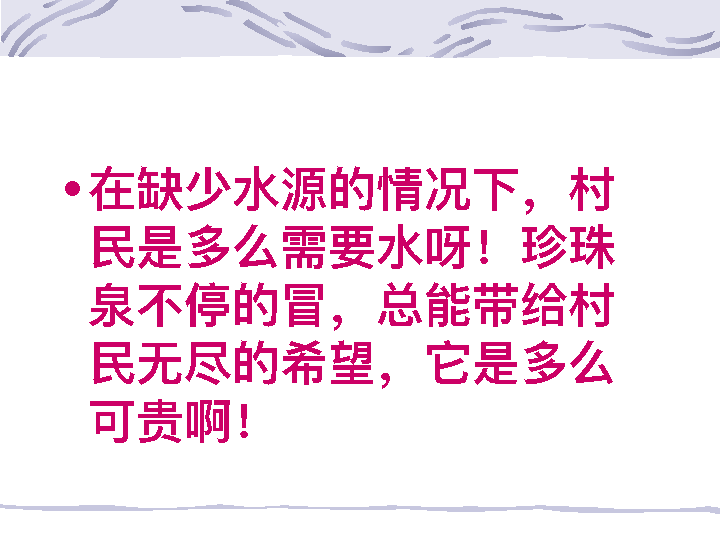 •在缺少水源的情况下，村
民是多么需要水呀！珍珠
泉不停的冒，总能带给村
民无尽的希望，它是多么
可贵啊！